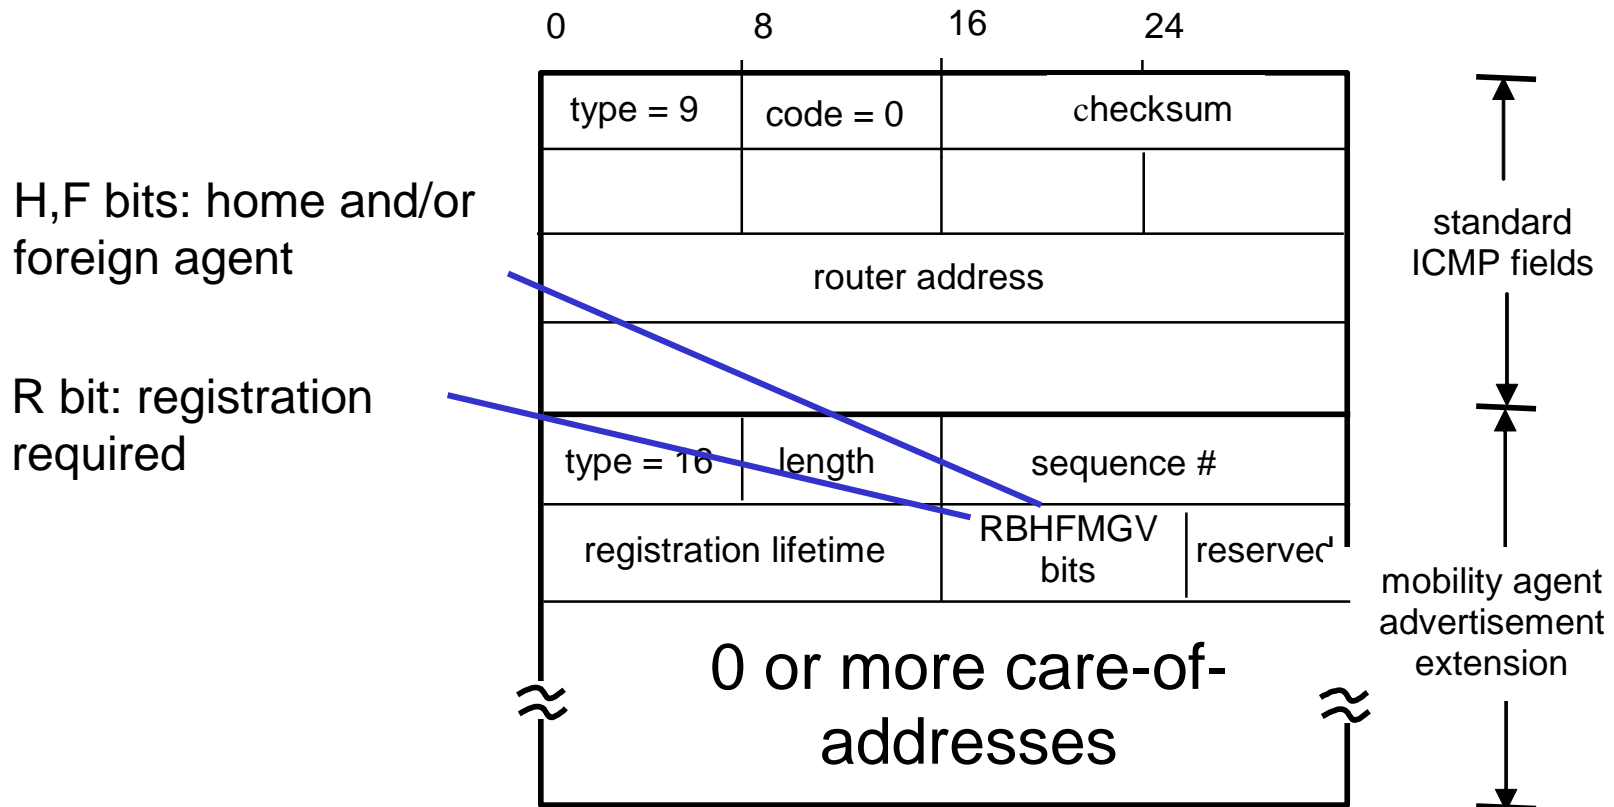 0 8 16 24
type = 9 code = 0 checksum
H,F bits: home and/or
foreign agent
standard
ICMP fields
router address
R bit: registration
required
type = 16 length sequence #
registration lifetime RBHFMGV
bits reserved
mobility agent
advertisement
extension
0 or more care-of-
addresses